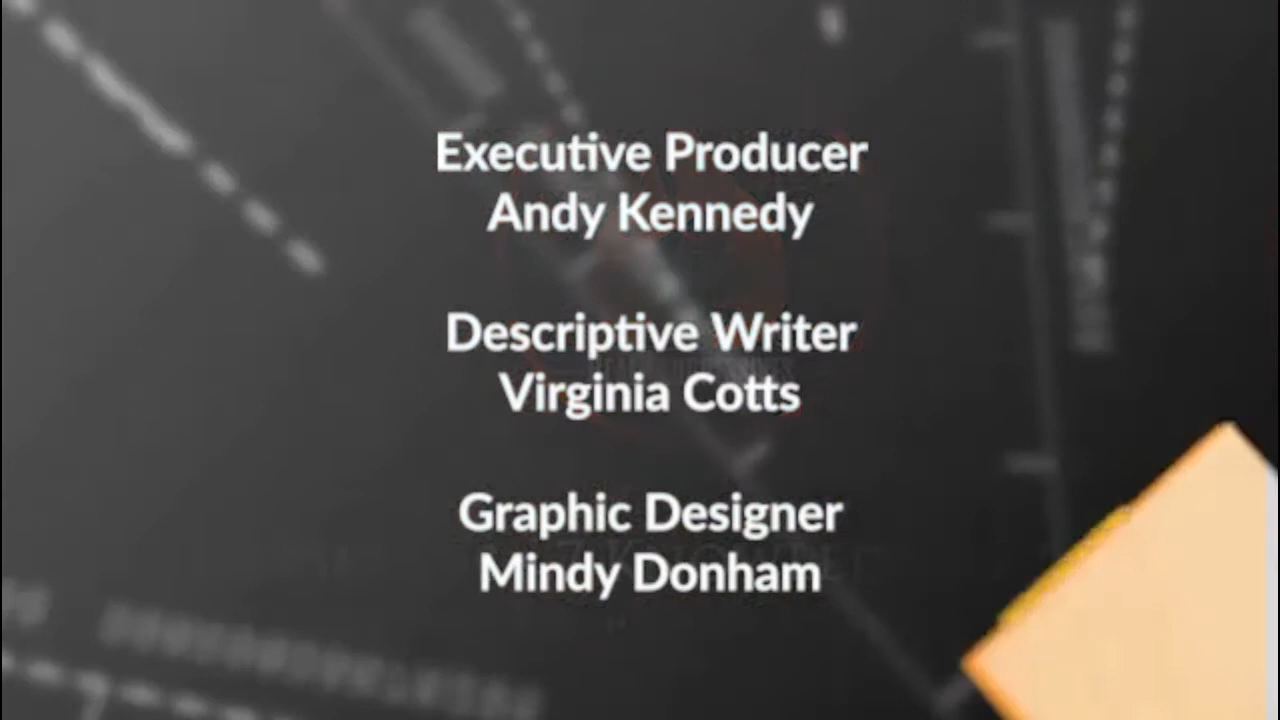 Executive Producer
Andy Kennedy
Descriptive Writer
Virginia Cotts
Graphic Designer
Mindy Donham